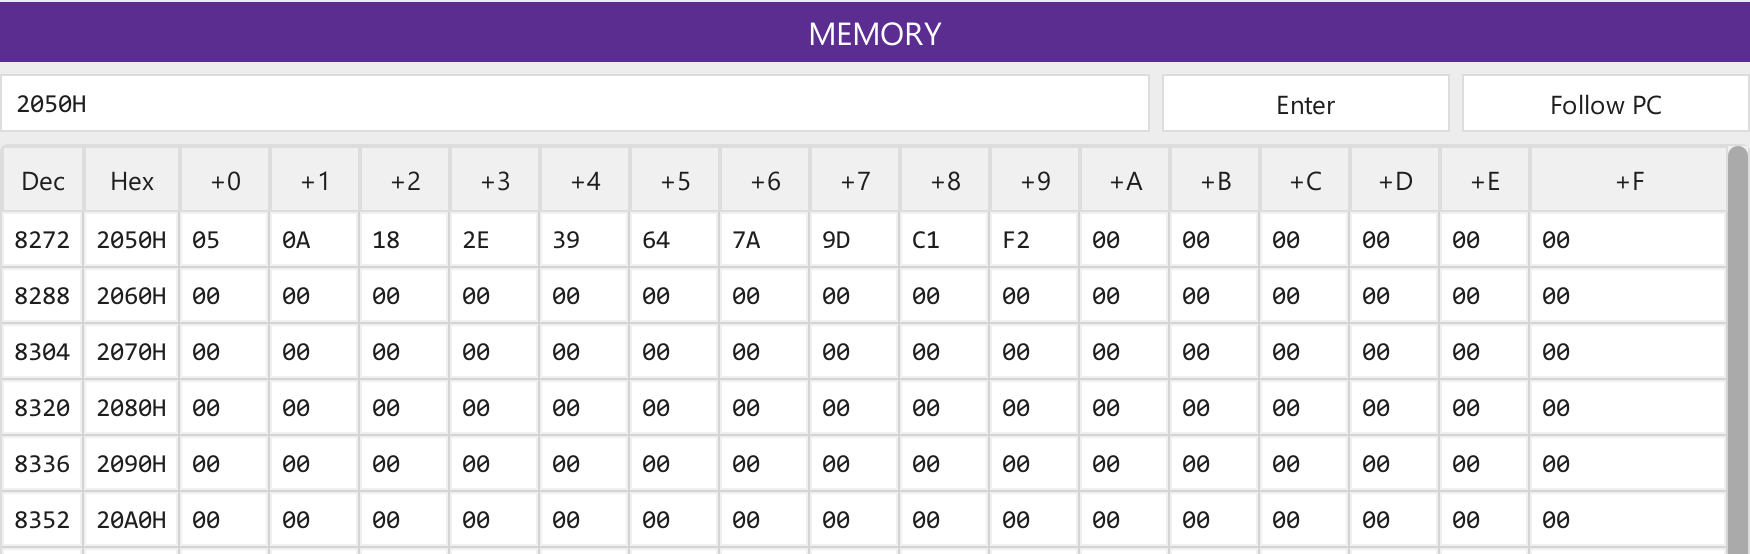 MEMORY
2050H Enter Follow PC
Dec Hex +0 +1 +2 +3 +4 +5 +6 +7 +8 +9 +A +B +C +D +E +F
8272 2050H 05 0A 18 2E 39 64 7A 9D C1 F2 00 00 00 00 00 00
8288 2060H 00 00 00 00 00 00 00 00 00 00 00 00 00 00 00 00
8304 2070H 00 00 00 00 00 00 00 00 00 00 00 00 00 00 00 00
8320 2080H 00 00 00 00 00 00 00 00 00 00 00 00 00 00 00 00
8336 2090H 00 00 00 00 00 00 00 00 00 00 00 00 00 00 00 00
8352 20A0H 00 00 00 00 00 00 00 00 00 00 00 00 00 00 00 00